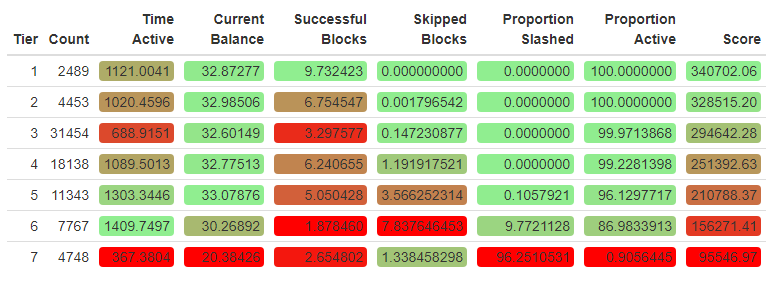 Time Current Successful Skipped Proportion Proportion
Tier Count Active Balance Blocks Blocks Slashed Active Score
1 2489 1121.0041 32.87277 9.732423 0.000000000 0.0000000 100.0000000 340702.06
2 4453 1020.4596 32.98506 6.754547 0.001796542 0.0000000 100.0000000 328515.20
3 31454 688.9151 32.60149 3.297577 0.147230877 0.0000000 99.9713868 294642.28
4 18138 1089.5013 32.77513 6.240655 1.191917521 0.0000000 99.2281398 251392.63
5 11343 1303.3446 33.07876 5.050428 3.566252314 0.1057921 96.1297717 210788.37
6 7767 1409.7497 30.26892 1.878460 7.837646453 9.7721128 86.9833913 156271.41
7 4748 367.3804 20.38426 2.654802 1.338458298 96.2510531 0.9056445 95546.97